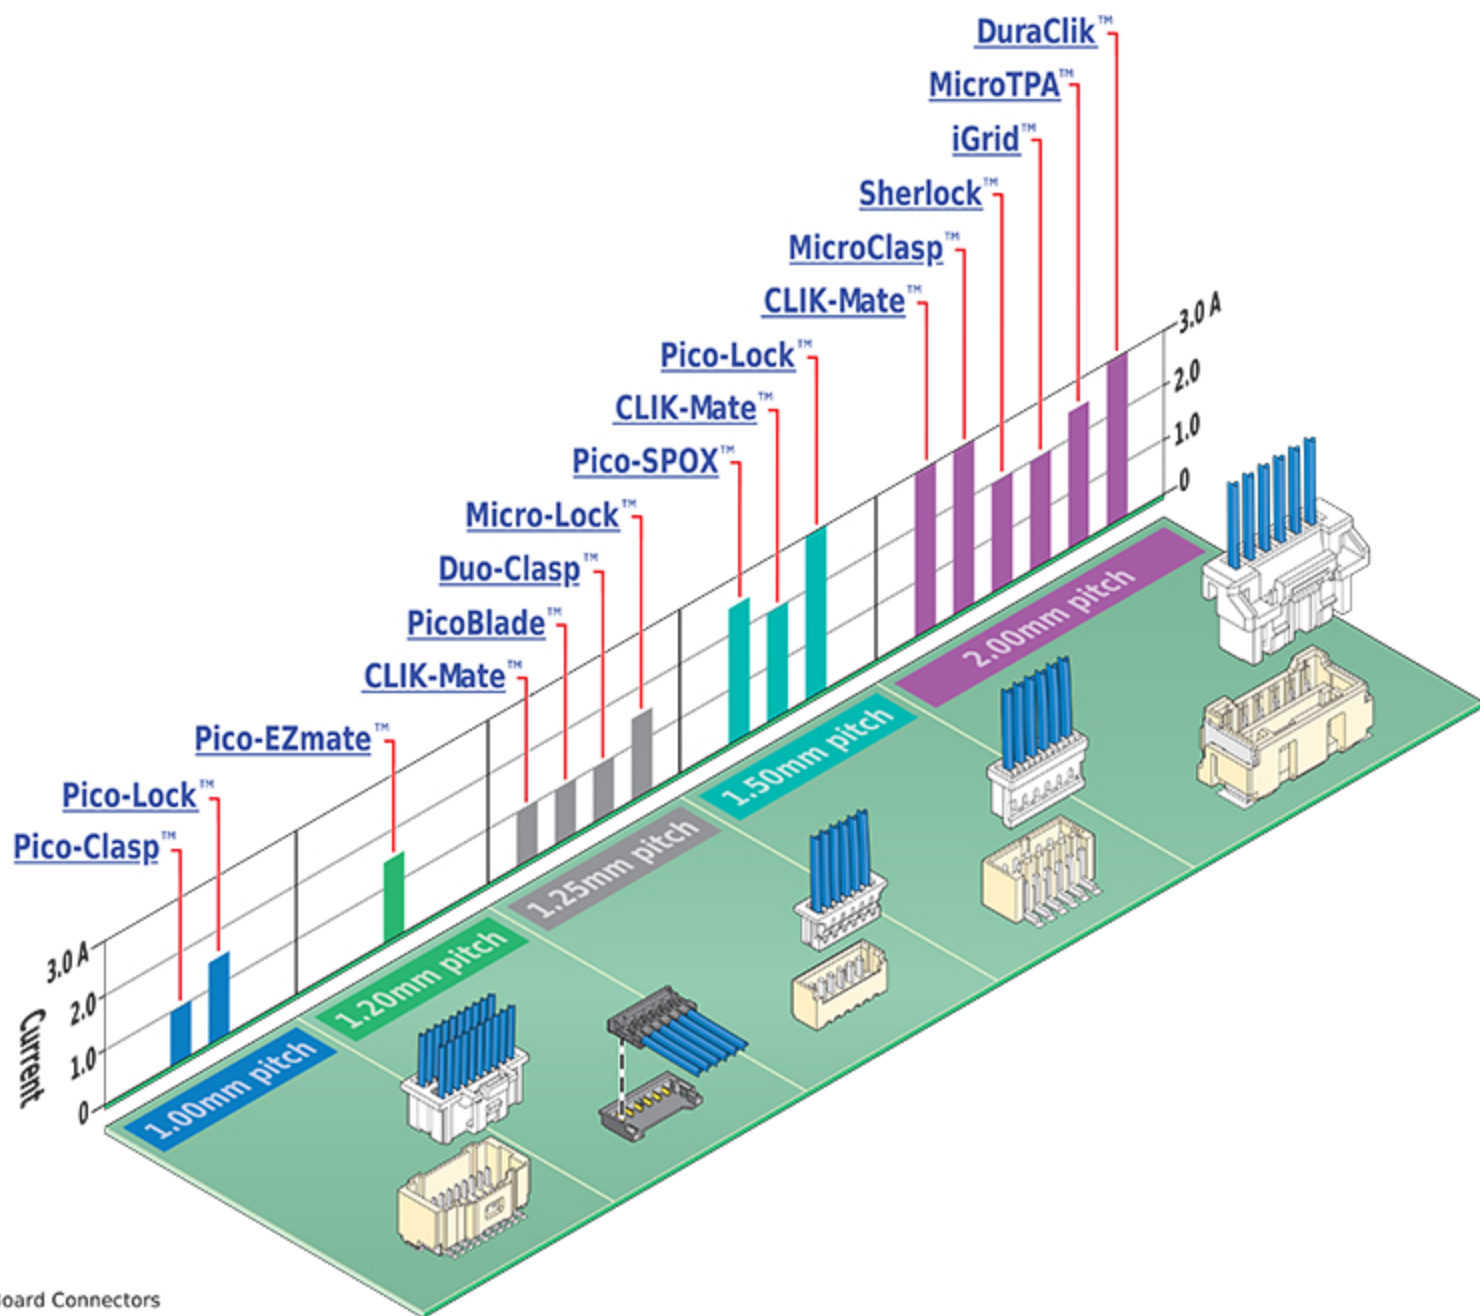 DuraClik™
MicroTPA™
iGrid™
Sherlock™
MicroClasp™
CLIK-Mate™
Pico-Lock™
CLIK-Mate™
Pico-SPOX™
Micro-Lock™
Duo-Clasp™
PicoBlade™
CLIK-Mate™
Pico-EZmate™
Pico-Lock™
Pico-Clasp™
3.0 A
2.0
1.0
0
3.0 A
2.0
1.0
0
Current
1.00mm pitch
1.20mm pitch
1.25mm pitch
1.50mm pitch
2.00mm pitch
Connectors